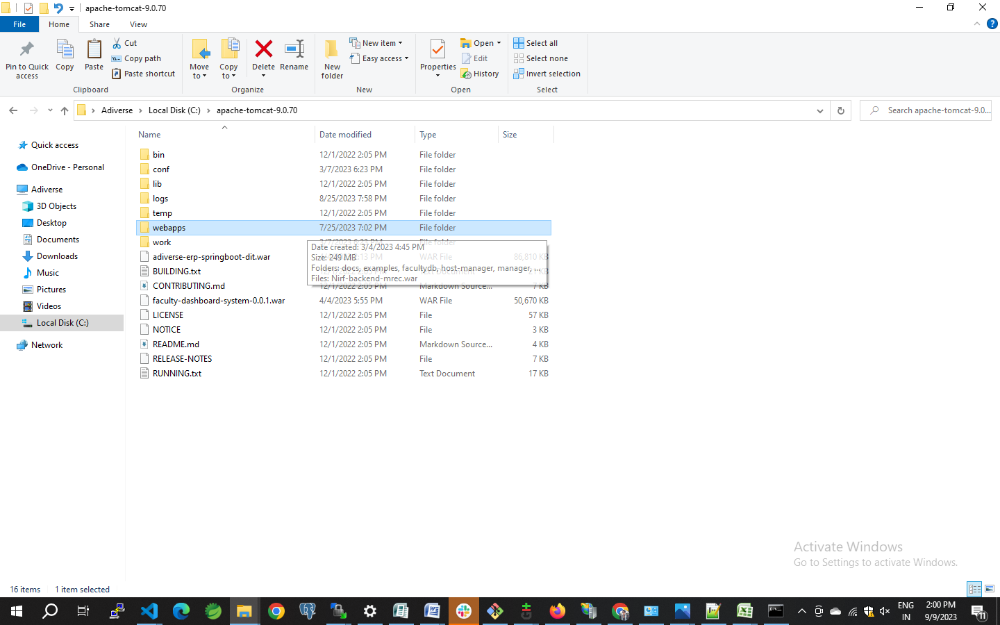 apache-tomcat-9.0.70
File Home Share View
Pin to Quick access
Copy
Paste
Cut
Copy path
Paste shortcut
Clipboard
Move to
Copy to
Delete
Rename
Organize
New folder
New item
Easy access
New
Properties
Open
Edit
History
Open
Select all
Select none
Invert selection
Select
Adiverse > Local Disk (C:) > apache-tomcat-9.0.70
Search apache-tomcat-9.0...
Quick access
OneDrive - Personal
Adiverse
3D Objects
Desktop
Documents
Downloads
Music
Pictures
Videos
Local Disk (C:)
Network
Name Date modified Type Size
bin 12/1/2022 2:05 PM File folder
conf 3/7/2023 6:23 PM File folder
lib 12/1/2022 2:05 PM File folder
logs 8/25/2023 7:58 PM File folder
temp 12/1/2022 2:05 PM File folder
webapps 7/25/2023 7:02 PM File folder
work File folder
adiverse-erp-springboot-dit.war WAR File 86,810 KB
BUILDING.txt Text Document
CONTRIBUTING.md 12/1/2022 2:05 PM Markdown Source... 7 KB
faculty-dashboard-system-0.0.1.war 4/4/2023 5:55 PM WAR File 50,670 KB
LICENSE 12/1/2022 2:05 PM File 57 KB
NOTICE 12/1/2022 2:05 PM File 3 KB
README.md 12/1/2022 2:05 PM Markdown Source... 4 KB
RELEASE-NOTES 12/1/2022 2:05 PM File 7 KB
RUNNING.txt 12/1/2022 2:05 PM Text Document 17 KB
Date created: 3/4/2023 4:45 PM
Size: 249 MB
Folders: docs, examples, facultydb, host-manager, manager, ...
Files: Nirf-backend-mrec.war
Activate Windows
Go to Settings to activate Windows.
16 items 1 item selected
ENG
IN
2:00 PM
9/9/2023
11